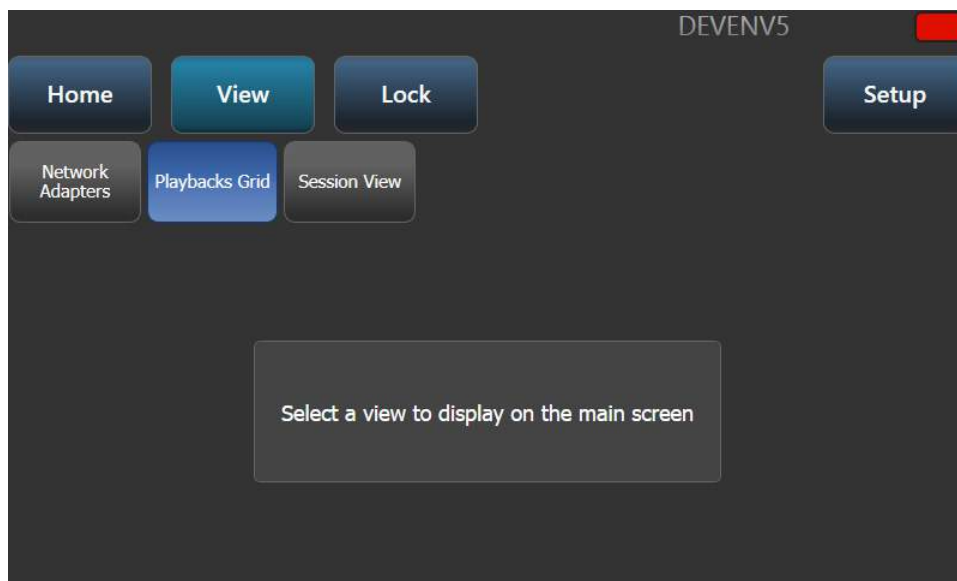 DEVENV5
Home View Lock Setup
Network
Adapters
Playbacks Grid
Session View
Select a view to display on the main screen